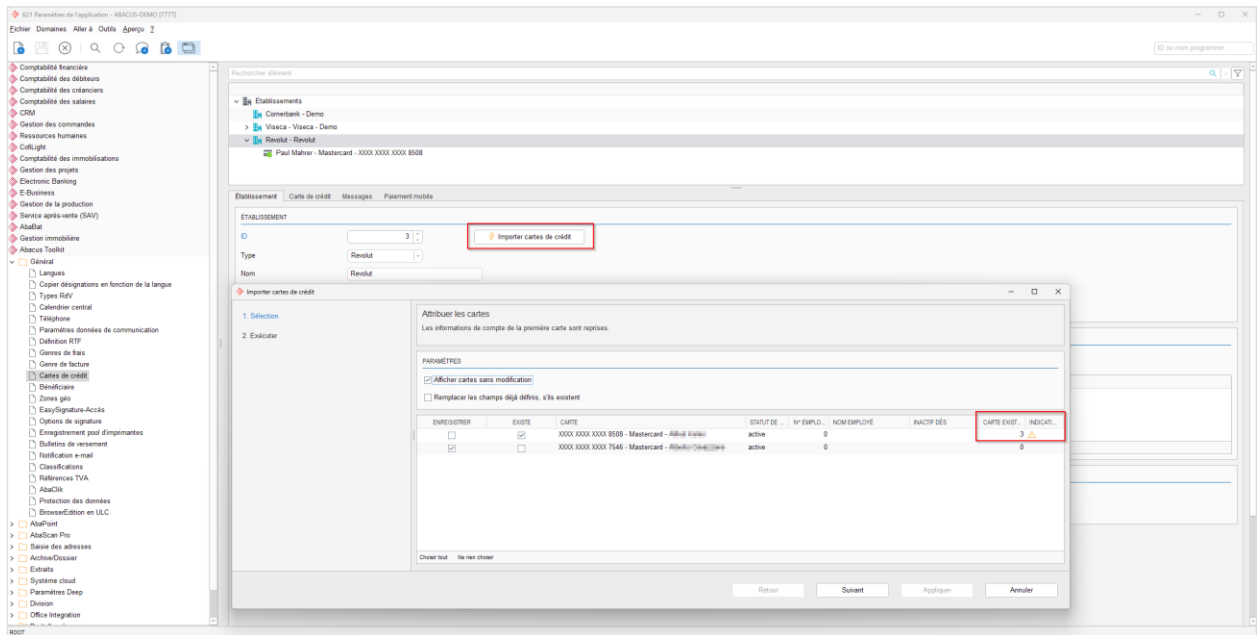 621 Paramètres de l'application - ABACUS-DEMO [7777]
Fichier Domaines Aller à Outils Aperçu ?
ID ou nom programme
Comptabilité financière
Comptabilité des débiteurs
Comptabilité des créanciers
Comptabilité des salaires
CRM
Gestion des commandes
Ressources humaines
CofiLight
Comptabilité des immobilisations
Gestion des projets
Electronic Banking
E-Business
Gestion de la production
Service après-vente (SAV)
AbaBat
Gestion immobilière
Abacus Toolkit
Général
Langues
Copier désignations en fonction de la langue
Types RdV
Calendrier central
Téléphone
Paramètres données de communication
Définition RTF
Genres de frais
Genre de facture
Cartes de crédit
Bénéficiaire
Zones géo
EasySignature-Accès
Options de signature
Enregistrement pool d'imprimantes
Bulletins de versement
Notification e-mail
Classifications
Références TVA
AbaClik
Protection des données
BrowserEdition en ULC
AbaPoint
AbaScan Pro
Saisie des adresses
Archive/Dossier
Extraits
Système cloud
Paramètres Deep
Division
Office Integration
ROOT
Rechercher élément
Etablissements
Cornerbank - Demo
Viseca - Viseca - Demo
Revolut - Revolut
Paul Mahrer - Mastercard - XXXX XXXX XXXX 8508
Établissement Carte de crédit Messages Paiement mobile
ÉTABLISSEMENT
ID 3 Importer cartes de crédit
Type Revolut
Nom Revolut
Importer cartes de crédit
1. Sélection
2. Exécuter
Attribuer les cartes
Les informations de compte de la première carte sont reprises.
PARAMÈTRES
Afficher cartes sans modification
Remplacer les champs déjà définis, s'ils existent
ENREGISTRER EXISTE CARTE STATUT DE ... N° EMPLO... NOM EMPLOYÉ INACTIF DÈS CARTE EXIST... INDICATI...
XXXX XXXX XXXX 8508 - Mastercard - active 0 3
XXXX XXXX XXXX 7546 - Mastercard - active 0 0
Choisir tout Ne rien choisir
Retour Suivant Appliquer Annuler